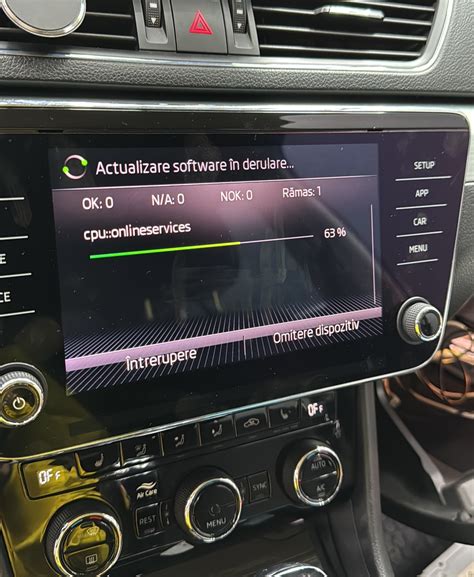 Actualizare software în derulare...
OK: 0 N/A: 0 NOK: 0 Rămas: 1
cpu::onlineservices 63 %
Întrerupere Omitere dispozitiv
SETUP
APP
CAR
MENU
OFF
OFF
Air Care
REST
MENU
SYNC
AUTO
A/C